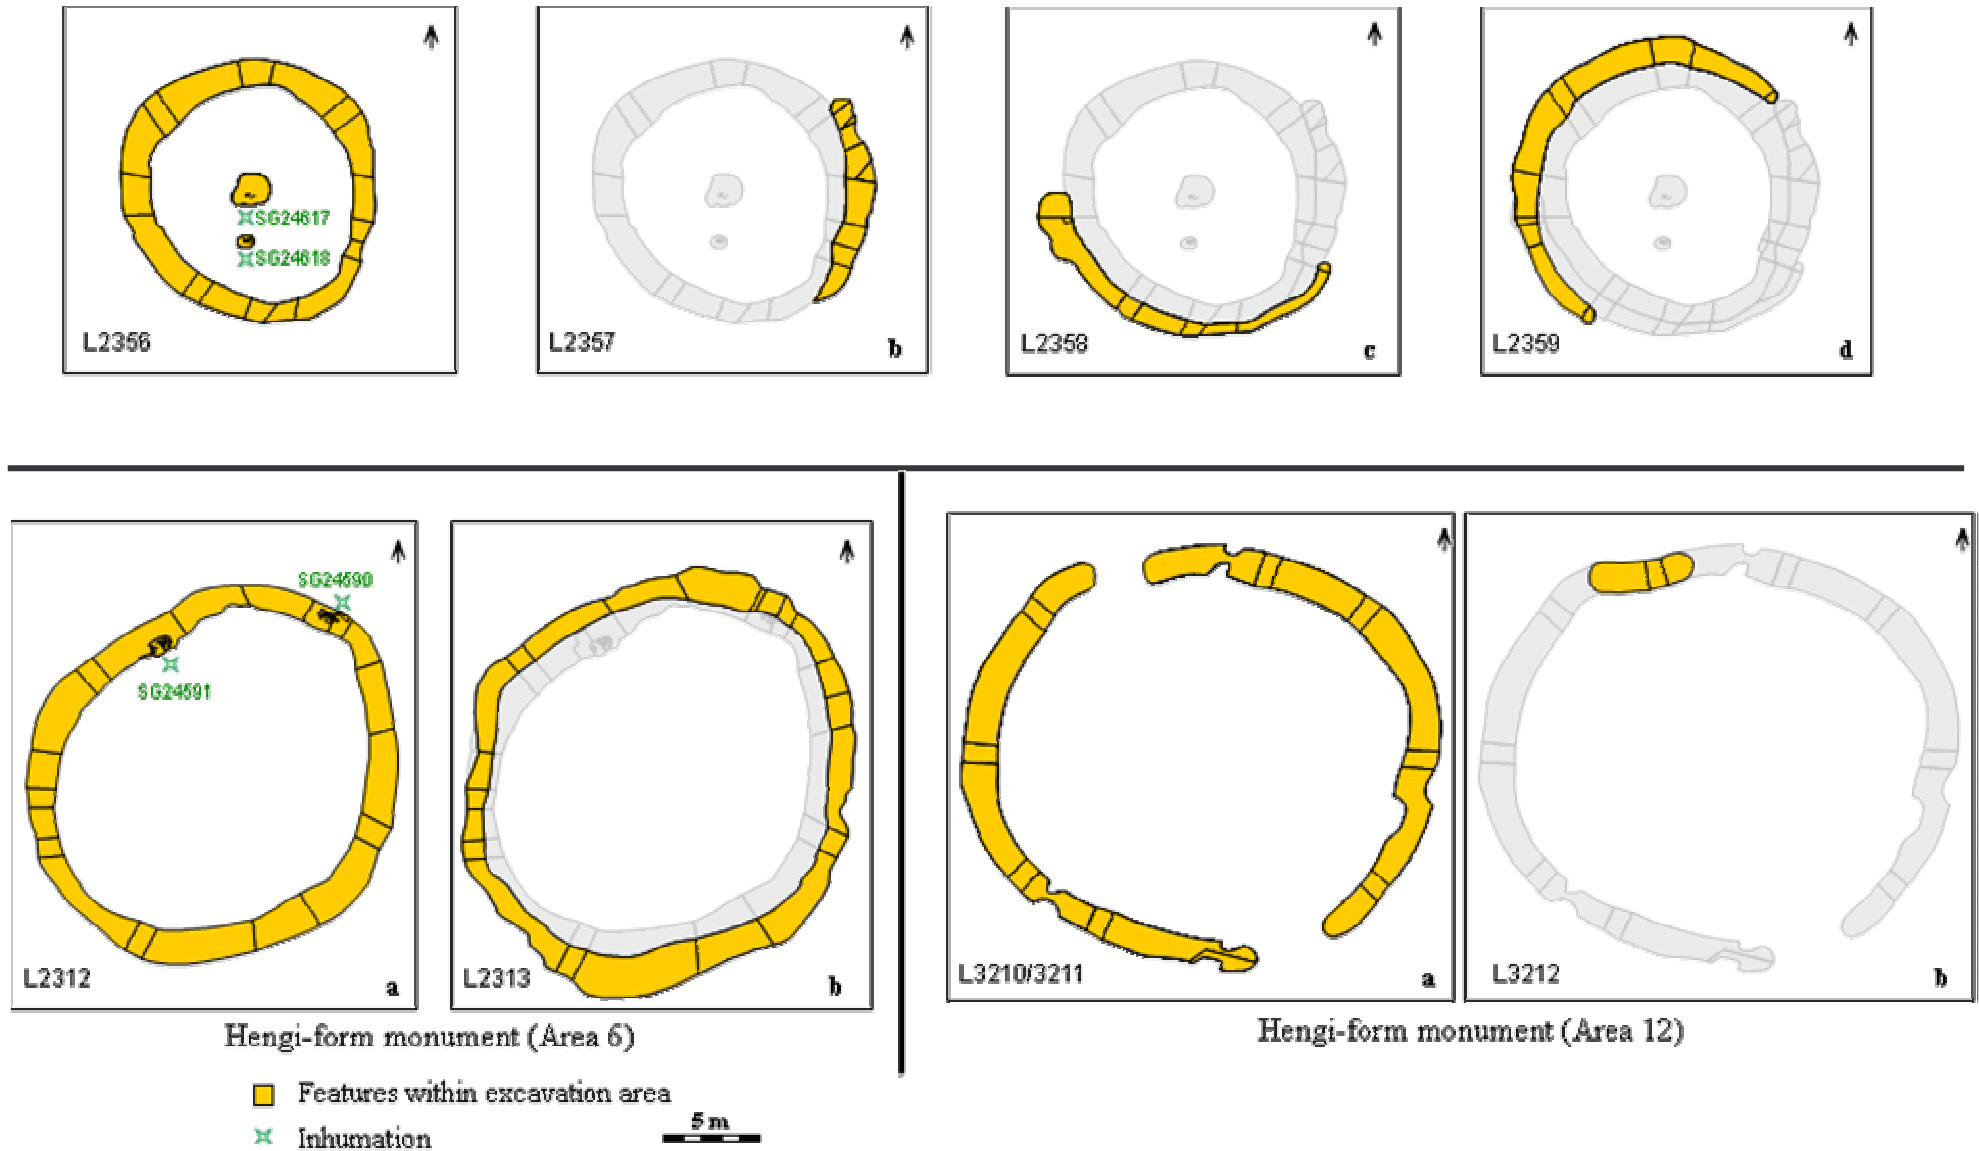 SG24617
SG24618
L2356
L2357
b
L2358
c
L2359
d
SG24590
SG24591
L2312
a
L2313
b
L3210/3211
a
L3212
b
Hengi-form monument (Area 6)
Hengi-form monument (Area 12)
Features within excavation area
Inhumation
5 m